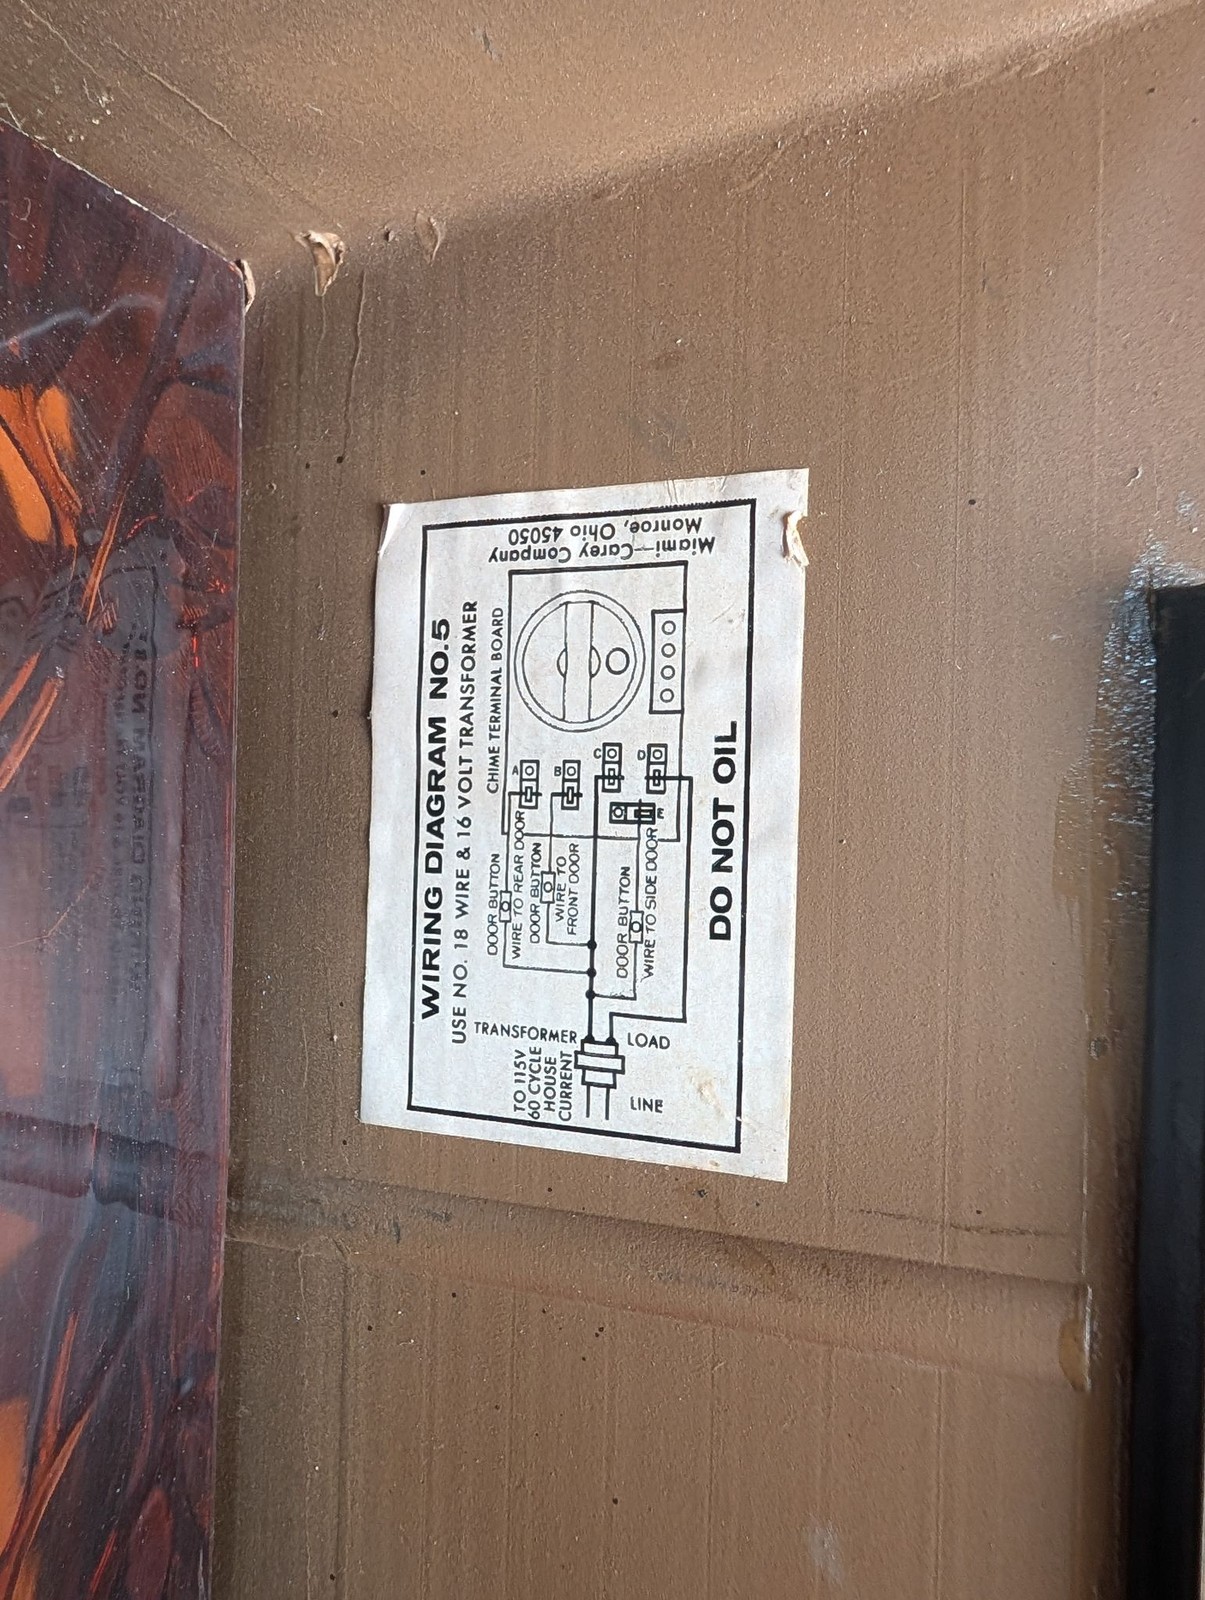 WIRING DIAGRAM NO.5
USE NO. 18 WIRE & 16 VOLT TRANSFORMER
CHIME TERMINAL BOARD
DOOR BUTTON
WIRE TO REAR DOOR
DOOR BUTTON
WIRE TO
FRONT DOOR
A
B
C
D
E
DOOR BUTTON
WIRE TO SIDE DOOR
TRANSFORMER
TO 115V
60 CYCLE
HOUSE
CURRENT
LOAD
LINE
DO NOT OIL
Miami—Carey Company
Monroe, Ohio 45050